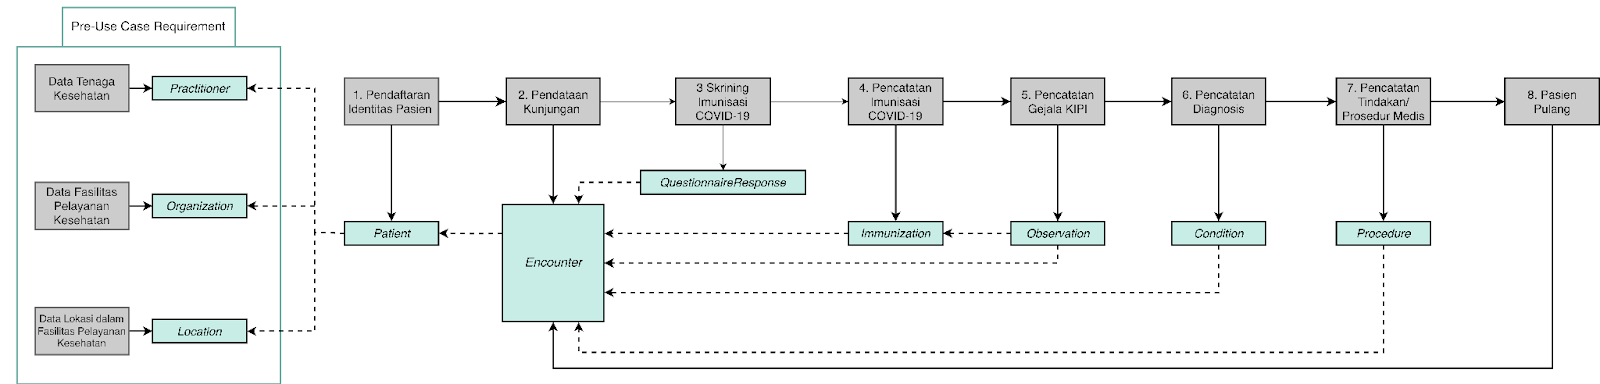 Pre-Use Case Requirement
Data Tenaga
Kesehatan
Practitioner
Data Fasilitas
Pelayanan
Kesehatan
Organization
Data Lokasi dalam
Fasilitas Pelayanan
Kesehatan
Location
1. Pendaftaran
Identitas Pasien
2. Pendataan
Kunjungan
3 Skrining
Imunisasi
COVID-19
4. Pencatatan
Imunisasi
COVID-19
5. Pencatatan
Gejala KIPI
6. Pencatatan
Diagnosis
7. Pencatatan
Tindakan/
Prosedur Medis
8. Pasien
Pulang
QuestionnaireResponse
Patient
Encounter
Immunization
Observation
Condition
Procedure